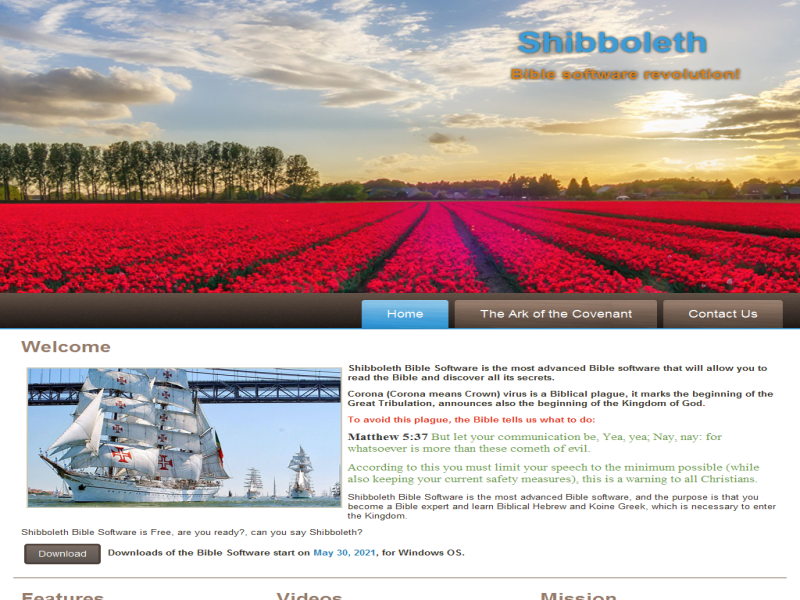 Shibboleth
Bible software revolution!
Home
The Ark of the Covenant
Contact Us
Welcome
Shibboleth Bible Software is the most advanced Bible software that will allow you to
read the Bible and discover all its secrets.
Corona (Corona means Crown) virus is a Biblical plague, it marks the beginning of the
Great Tribulation, announces also the beginning of the Kingdom of God.
To avoid this plague, the Bible tells us what to do:
Matthew 5:37 But let your communication be, Yea, yea; Nay, nay: for
whatsoever is more than these cometh of evil.
According to this you must limit your speech to the minimum possible (while
also keeping your current safety measures), this is a warning to all Christians.
Shibboleth Bible Software is the most advanced Bible software, and the purpose is that you
become a Bible expert and learn Biblical Hebrew and Koine Greek, which is necessary to enter
the Kingdom.
Shibboleth Bible Software is Free, are you ready?, can you say Shibboleth?
Download
Downloads of the Bible Software start on May 30, 2021, for Windows OS.
Features
Videos
Mission